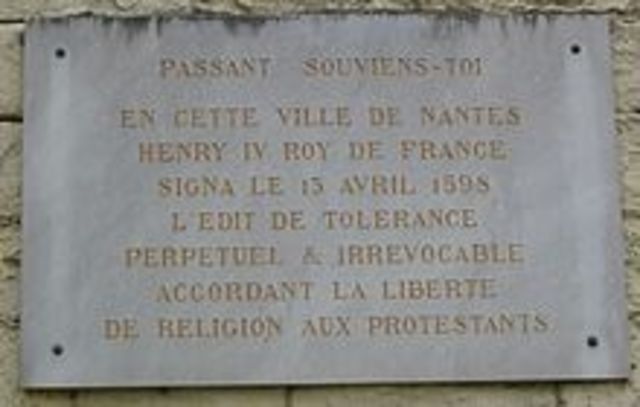 PASSANT SOUVIENS-TOI
EN CETTE VILLE DE NANTES
HENRY IV ROY DE FRANCE
SIGNA LE 13 AVRIL 1598
L'EDIT DE TOLERANCE
PERPETUEL & IRREVOCABLE
ACCORDANT LA LIBERTE
DE RELIGION AUX PROTESTANTS